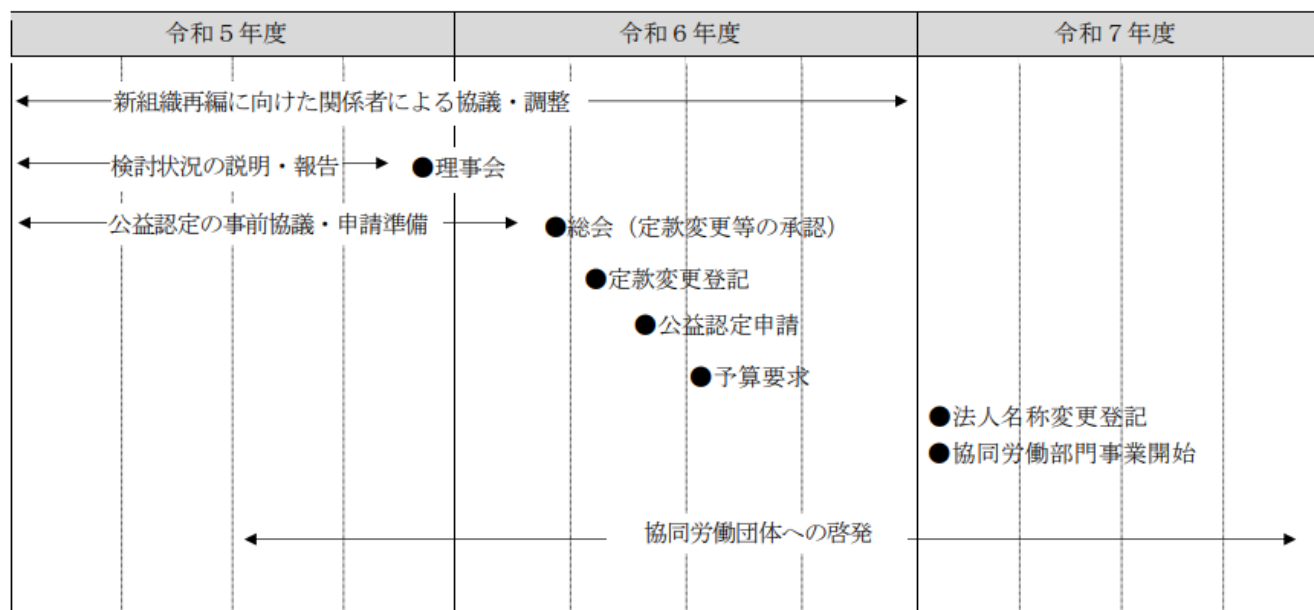 令和５年度
令和６年度
令和７年度
新組織再編に向けた関係者による協議・調整
検討状況の説明・報告
●理事会
公益認定の事前協議・申請準備
●総会（定款変更等の承認）
●定款変更登記
●公益認定申請
●予算要求
●法人名称変更登記
●協同労働部門事業開始
協同労働団体への啓発